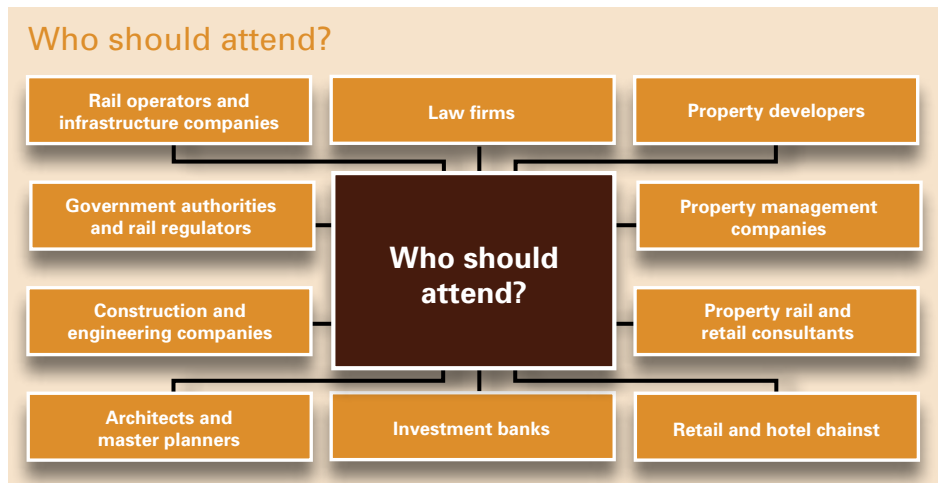 Who should attend?
Rail operators and
infrastructure companies
Law firms
Property developers
Government authorities
and rail regulators
Who should
attend?
Property management
companies
Construction and
engineering companies
Property rail and
retail consultants
Architects and
master planners
Investment banks
Retail and hotel chainst